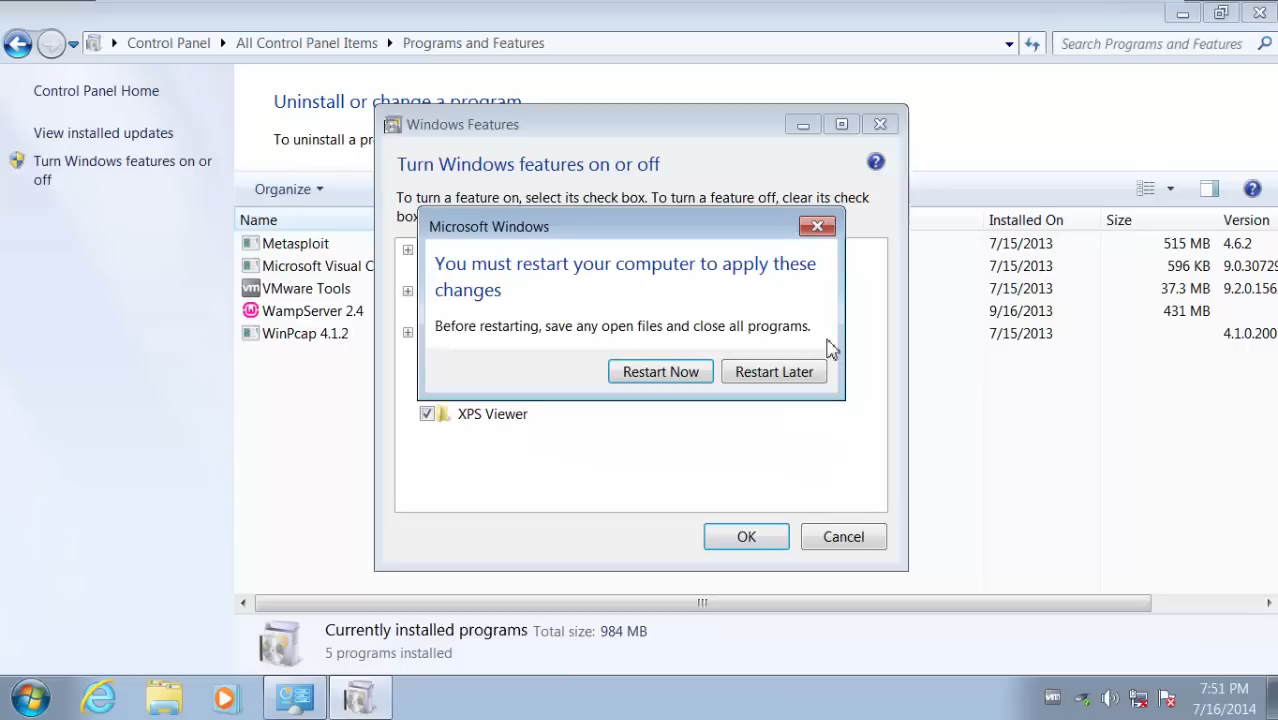 Control Panel All Control Panel Items Programs and Features
Search Programs and Features
Control Panel Home
View installed updates
Turn Windows features on or
off
Uninstall or change a program
To uninstall a pr
Organize
Name Installed On Size Version
Metasploit 7/15/2013 515 MB 4.6.2
Microsoft Visual C 7/15/2013 596 KB 9.0.30729
VMware Tools 7/15/2013 37.3 MB 9.2.0.156
WampServer 2.4 9/16/2013 431 MB
WinPcap 4.1.2 7/15/2013 4.1.0.200
Windows Features
Turn Windows features on or off
To turn a feature on, select its check box. To turn a feature off, clear its check
box
Microsoft Windows
You must restart your computer to apply these
changes
Before restarting, save any open files and close all programs.
Restart Now Restart Later
XPS Viewer
OK Cancel
Currently installed programs Total size: 984 MB
5 programs installed
vm
7:51 PM
7/16/2014